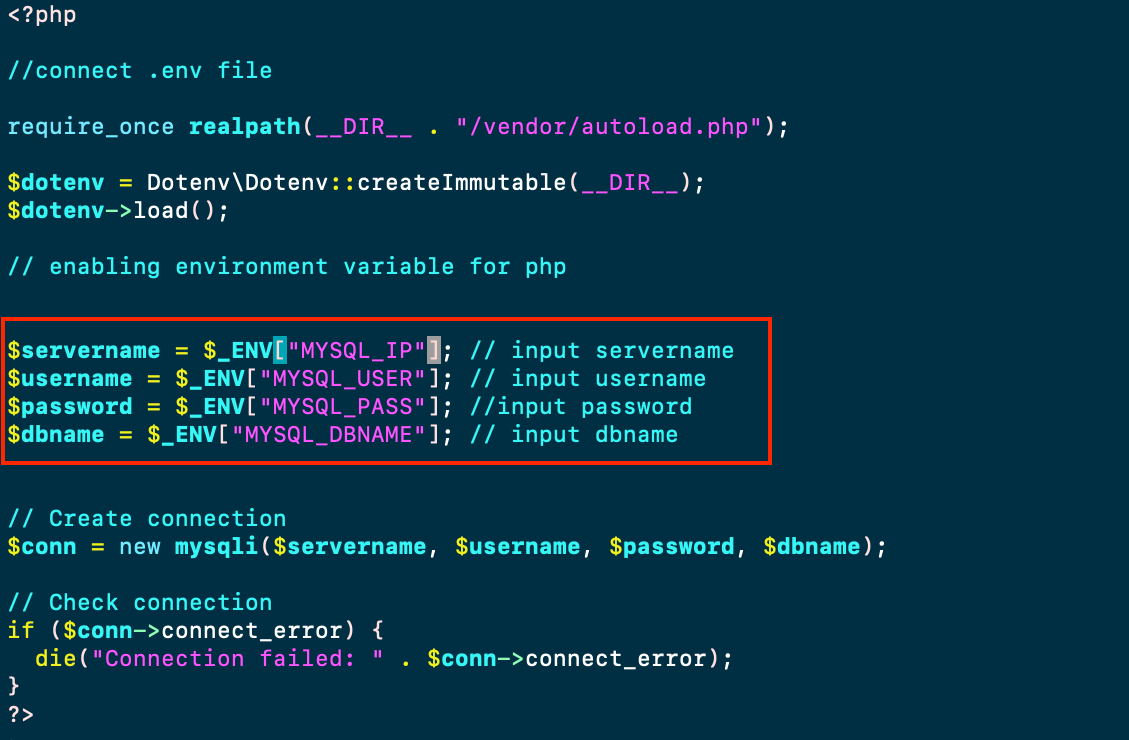 <?php
//connect .env file
require_once realpath(__DIR__ . "/vendor/autoload.php");
$dotenv = Dotenv\Dotenv::createImmutable(__DIR__);
$dotenv->load();
// enabling environment variable for php
$servername = $_ENV["MYSQL_IP"]; // input servername
$username = $_ENV["MYSQL_USER"]; // input username
$password = $_ENV["MYSQL_PASS"]; //input password
$dbname = $_ENV["MYSQL_DBNAME"]; // input dbname
// Create connection
$conn = new mysqli($servername, $username, $password, $dbname);
// Check connection
if ($conn->connect_error) {
  die("Connection failed: " . $conn->connect_error);
}
?>